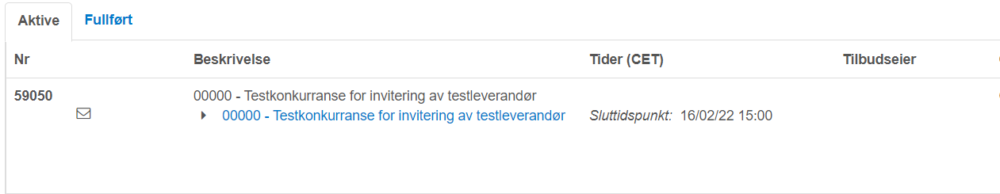 Aktive Fullført
Nr Beskrivelse Tider (CET) Tilbudseier
59050 00000 - Testkonkurranse for invitering av testleverandør
00000 - Testkonkurranse for invitering av testleverandør Sluttidspunkt: 16/02/22 15:00